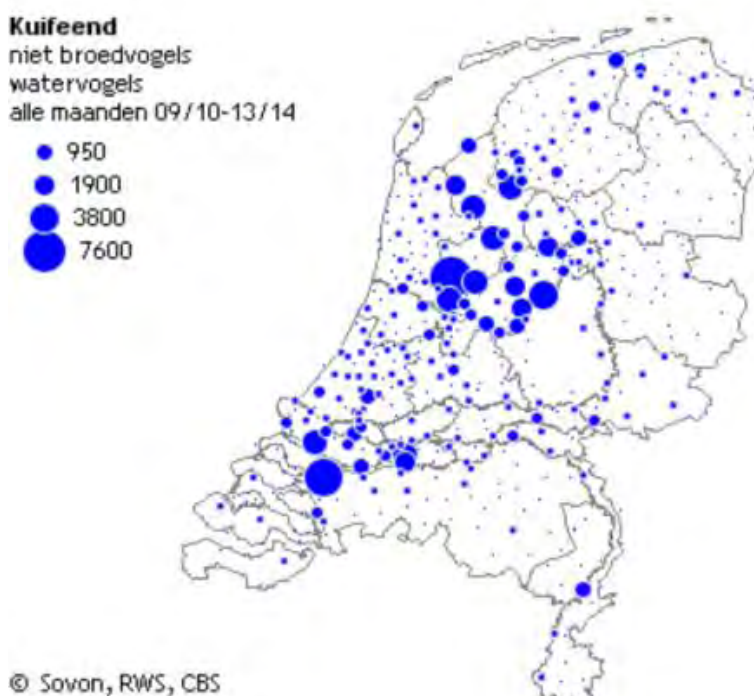 Kuifeend
niet broedvogels
watervogels
alle maanden 09/10-13/14
950
1900
3800
7600
© Sovon, RWS, CBS